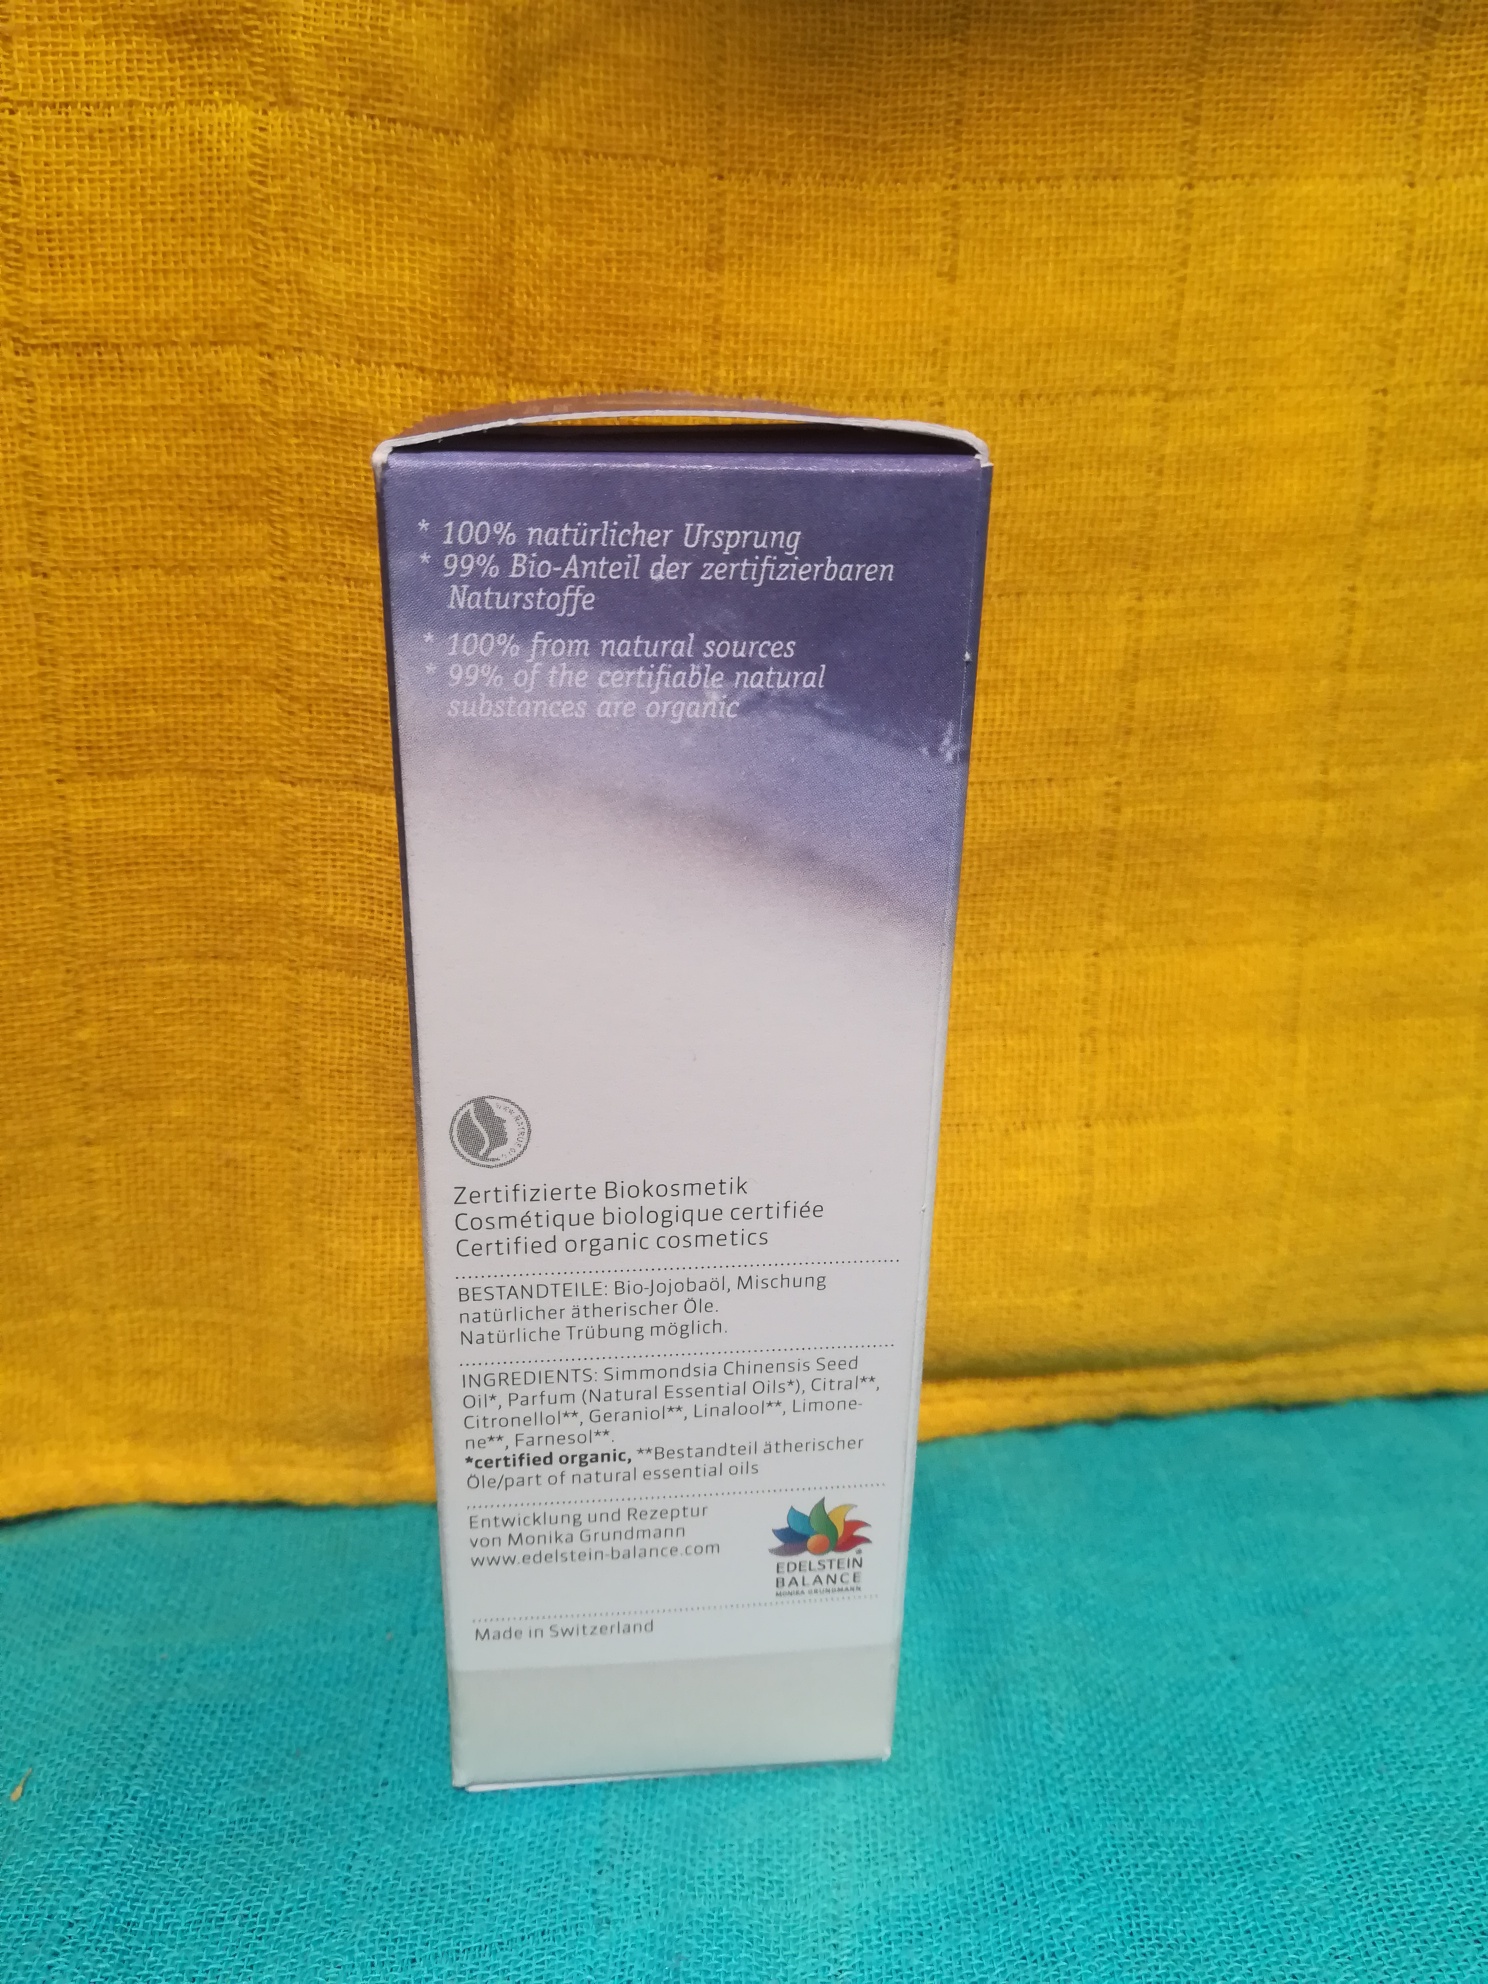 * 100% natürlicher Ursprung
* 99% Bio-Anteil der zertifizierbaren
Naturstoffe
* 100% from natural sources
* 99% of the certifiable natural
substances are organic
Zertifizierte Biokosmetik
Cosmétique biologique certifiée
Certified organic cosmetics
BESTANDTEILE: Bio-Jojobaöl, Mischung
natürlicher ätherischer Öle.
Natürliche Trübung möglich.
INGREDIENTS: Simmondsia Chinensis Seed
Oil*, Parfum (Natural Essential Oils*), Citral**,
Citronellol**, Geraniol**, Linalool**, Limone-
ne**, Farnesol**.
*certified organic, **Bestandteil ätherischer
Öle/part of natural essential oils
Entwicklung und Rezeptur
von Monika Grundmann
www.edelstein-balance.com
EDELSTEIN
BALANCE
MONIKA GRUNDMANN
Made in Switzerland